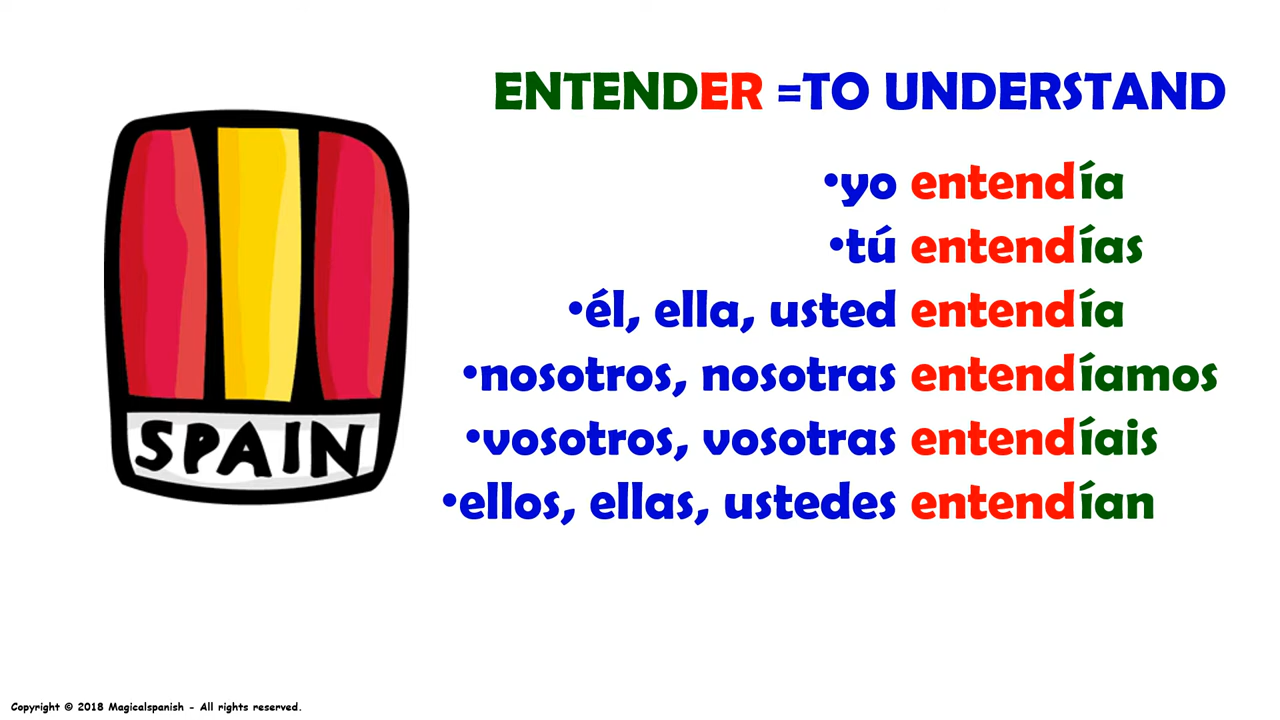 ENTENDER =TO UNDERSTAND
•yo entendía
•tú entendías
•él, ella, usted entendía
•nosotros, nosotras entendíamos
•vosotros, vosotras entendíais
•ellos, ellas, ustedes entendían
SPAIN
Copyright © 2018 Magicalspanish - All rights reserved.